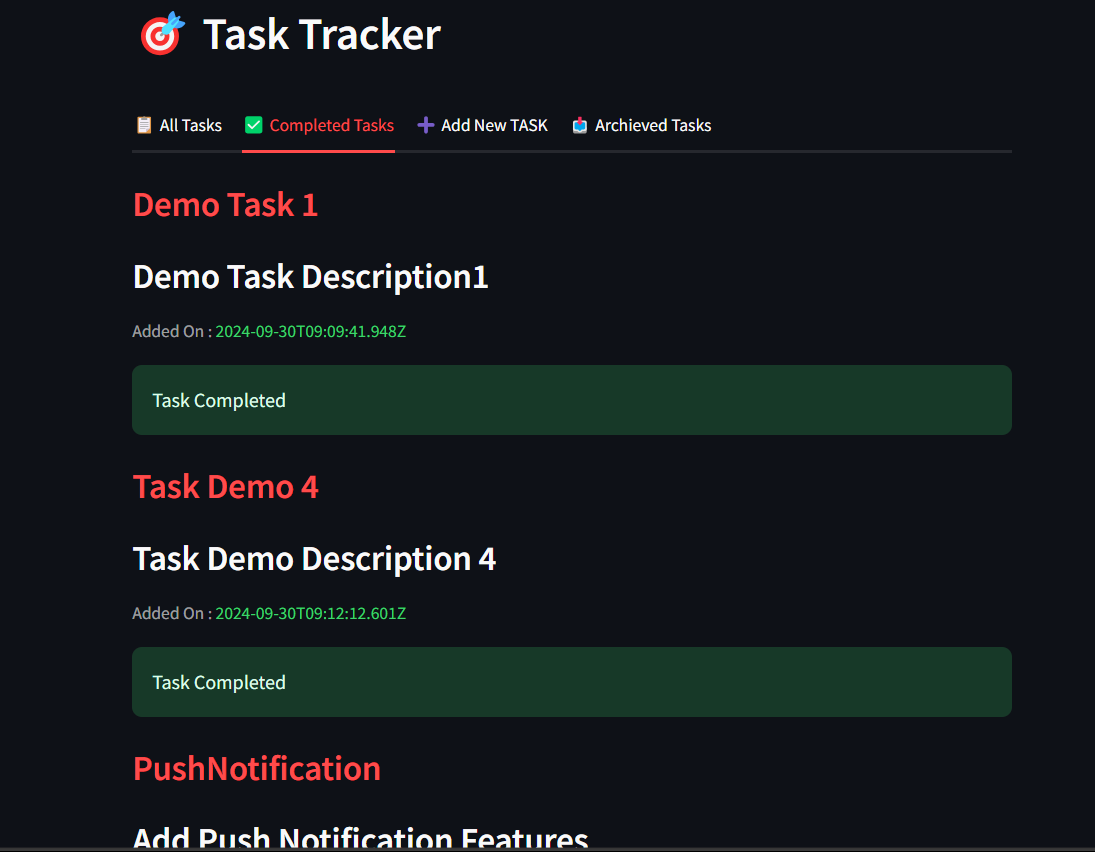 Task Tracker
All Tasks Completed Tasks Add New TASK Archieved Tasks
Demo Task 1
Demo Task Description1
Added On : 2024-09-30T09:09:41.948Z
Task Completed
Task Demo 4
Task Demo Description 4
Added On : 2024-09-30T09:12:12.601Z
Task Completed
PushNotification
Add Push Notification Features